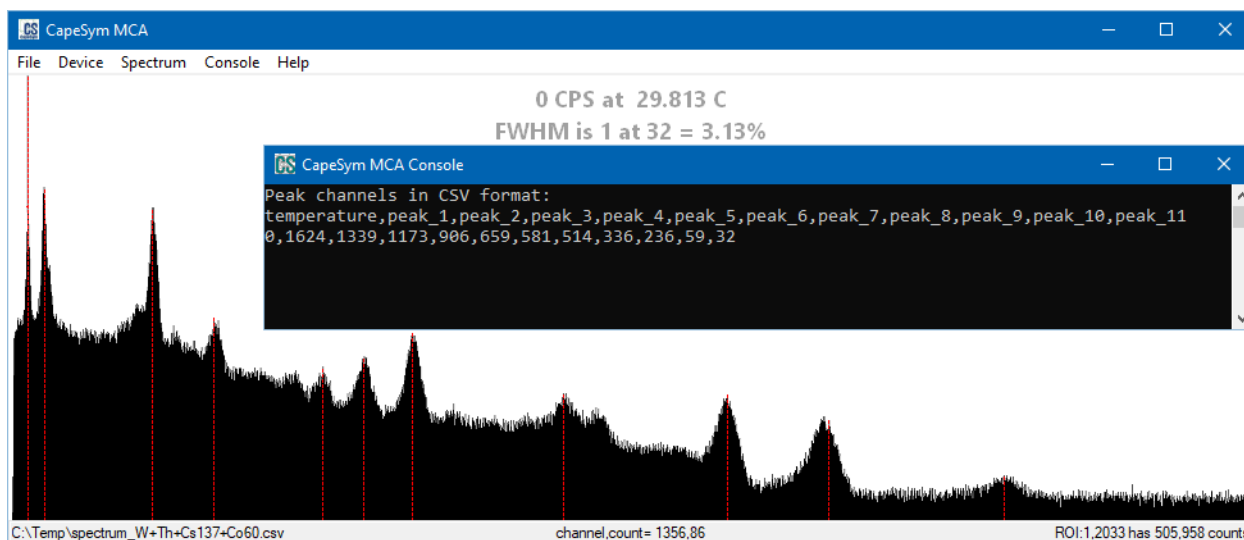 CS CapeSym MCA
File Device Spectrum Console Help
0 CPS at 29.813 C
FWHM is 1 at 32 = 3.13%
CS CapeSym MCA Console
Peak channels in CSV format:
temperature,peak_1,peak_2,peak_3,peak_4,peak_5,peak_6,peak_7,peak_8,peak_9,peak_10,peak_11
0,1624,1339,1173,906,659,581,514,336,236,59,32
C:\Temp\spectrum_W+Th+Cs137+Co60.csv channel,count= 1356,86 ROI:1,2033 has 505,958 counts